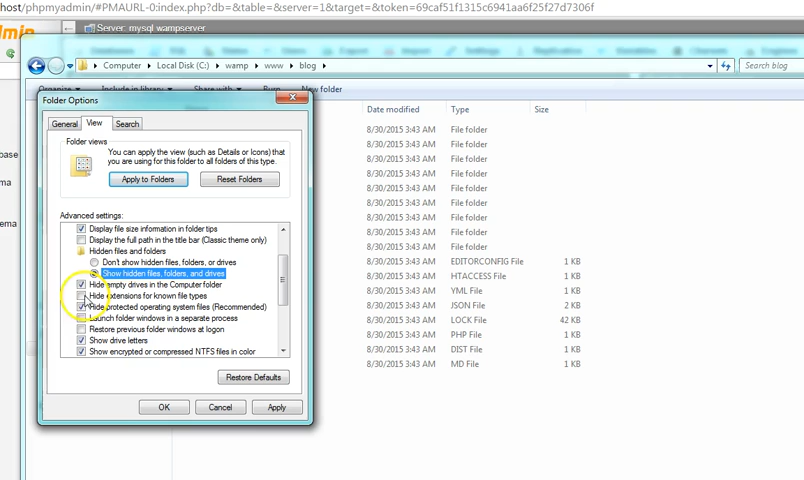 host/phpmyadmin/#PMAURL-0:index.php?db=&table=&server=1&target=&token=69caf51f1315c6941aa6f25f27d7306f
Server: mysql wampserver
Computer Local Disk (C:) wamp www blog
Search blog
Organize Include in library Share with Burn New folder
Folder Options
General View Search
Folder views
You can apply the view (such as Details or Icons) that
you are using for this folder to all folders of this type.
Apply to Folders Reset Folders
Advanced settings:
Display file size information in folder tips
Display the full path in the title bar (Classic theme only)
Hidden files and folders
Don't show hidden files, folders, or drives
Show hidden files, folders, and drives
Hide empty drives in the Computer folder
Hide extensions for known file types
Hide protected operating system files (Recommended)
Launch folder windows in a separate process
Restore previous folder windows at logon
Show drive letters
Show encrypted or compressed NTFS files in color
Restore Defaults
OK Cancel Apply
Date modified Type Size
8/30/2015 3:43 AM File folder
8/30/2015 3:43 AM File folder
8/30/2015 3:43 AM File folder
8/30/2015 3:43 AM File folder
8/30/2015 3:43 AM File folder
8/30/2015 3:43 AM File folder
8/30/2015 3:43 AM File folder
8/30/2015 3:43 AM File folder
8/30/2015 3:43 AM File folder
8/30/2015 3:43 AM EDITORCONFIG File 1 KB
8/30/2015 3:43 AM HTACCESS File 1 KB
8/30/2015 3:43 AM YML File 1 KB
8/30/2015 3:43 AM JSON File 2 KB
8/30/2015 3:43 AM LOCK File 42 KB
8/30/2015 3:43 AM PHP File 1 KB
8/30/2015 3:43 AM DIST File 1 KB
8/30/2015 3:43 AM MD File 1 KB